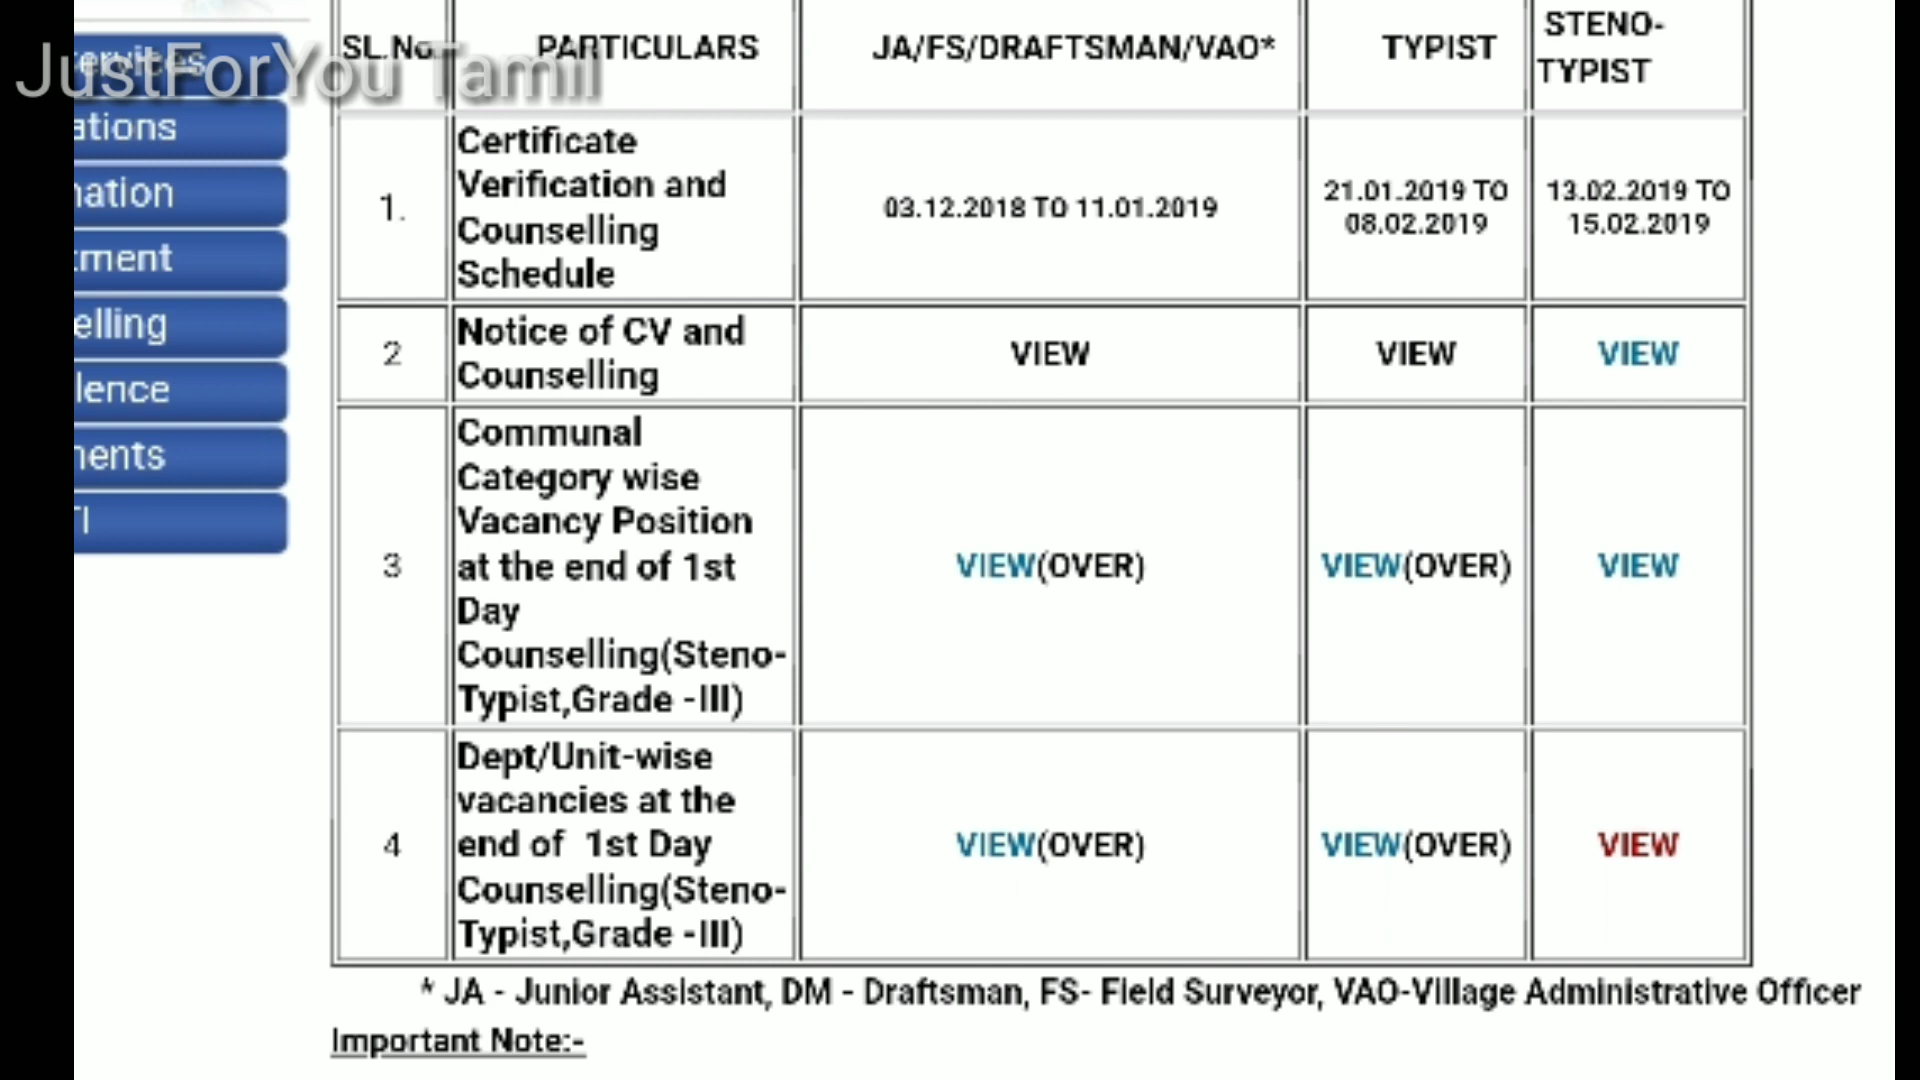 JustForYou Tamil
ervices
ations
mation
tment
elling
lence
nents
TI
SL.No. PARTICULARS JA/FS/DRAFTSMAN/VAO* TYPIST STENO-
TYPIST
1. Certificate
Verification and
Counselling
Schedule
03.12.2018 TO 11.01.2019
21.01.2019 TO
08.02.2019
13.02.2019 TO
15.02.2019
2 Notice of CV and
Counselling
VIEW VIEW VIEW
3 Communal
Category wise
Vacancy Position
at the end of 1st
Day
Counselling(Steno-
Typist,Grade -III)
VIEW(OVER) VIEW(OVER) VIEW
4 Dept/Unit-wise
vacancies at the
end of 1st Day
Counselling(Steno-
Typist,Grade -III)
VIEW(OVER) VIEW(OVER) VIEW
* JA - Junior Assistant, DM - Draftsman, FS- Field Surveyor, VAO-Village Administrative Officer
Important Note:-